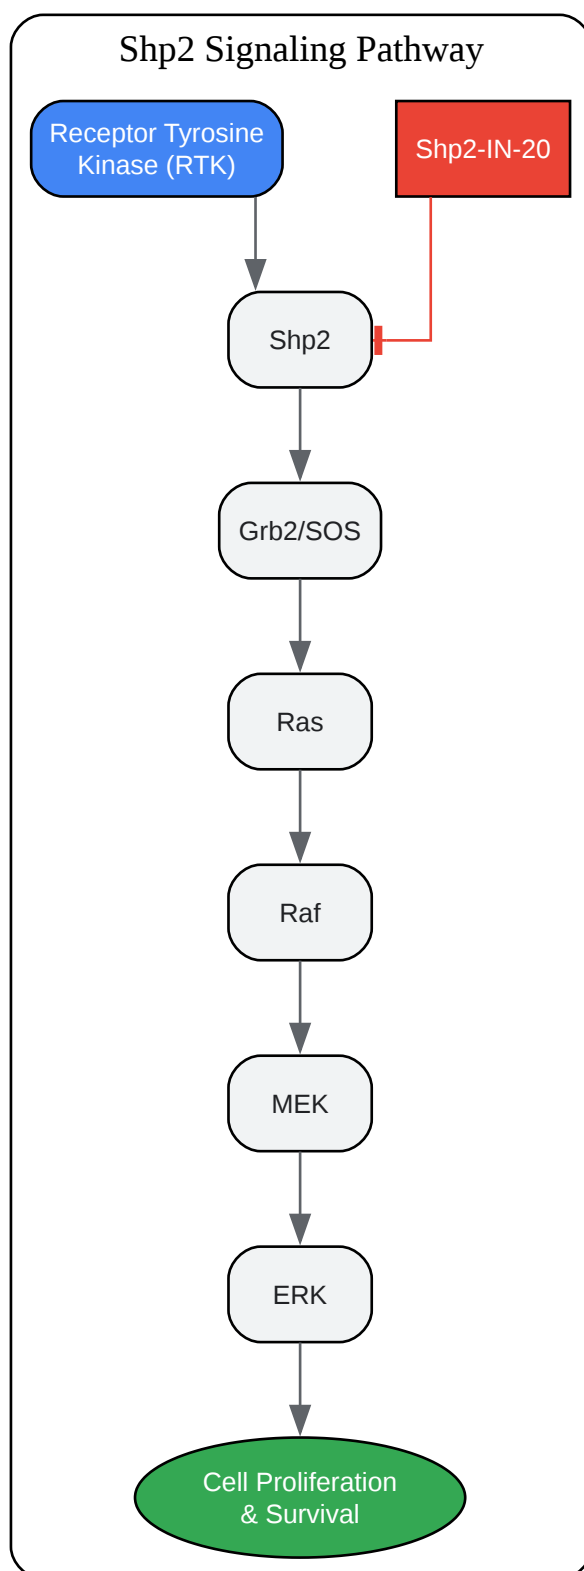 Shp2 Signaling Pathway
Receptor Tyrosine
Kinase (RTK)
Shp2-IN-20
Shp2
Grb2/SOS
Ras
Raf
MEK
ERK
Cell Proliferation
& Survival